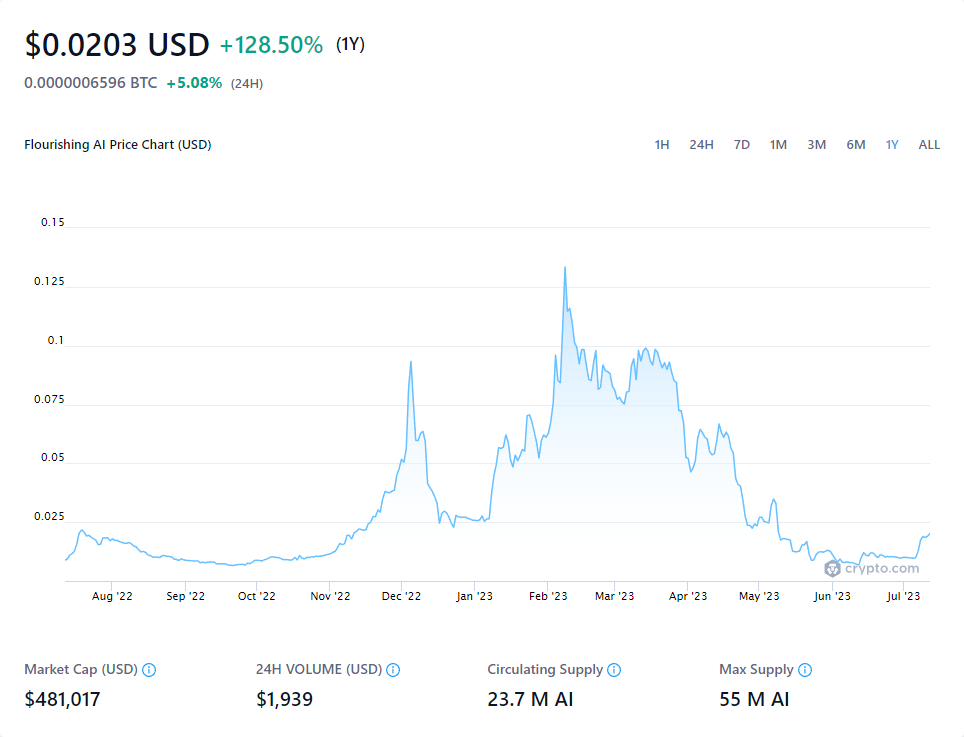 $0.0203 USD +128.50% (1Y)
0.0000006596 BTC +5.08% (24H)
Flourishing AI Price Chart (USD) 1H 24H 7D 1M 3M 6M 1Y ALL
0.15
0.125
0.1
0.075
0.05
0.025
crypto.com
Aug '22 Sep '22 Oct '22 Nov '22 Dec '22 Jan '23 Feb '23 Mar '23 Apr '23 May '23 Jun '23 Jul '23
Market Cap (USD) 24H VOLUME (USD) Circulating Supply Max Supply
$481,017 $1,939 23.7 M AI 55 M AI